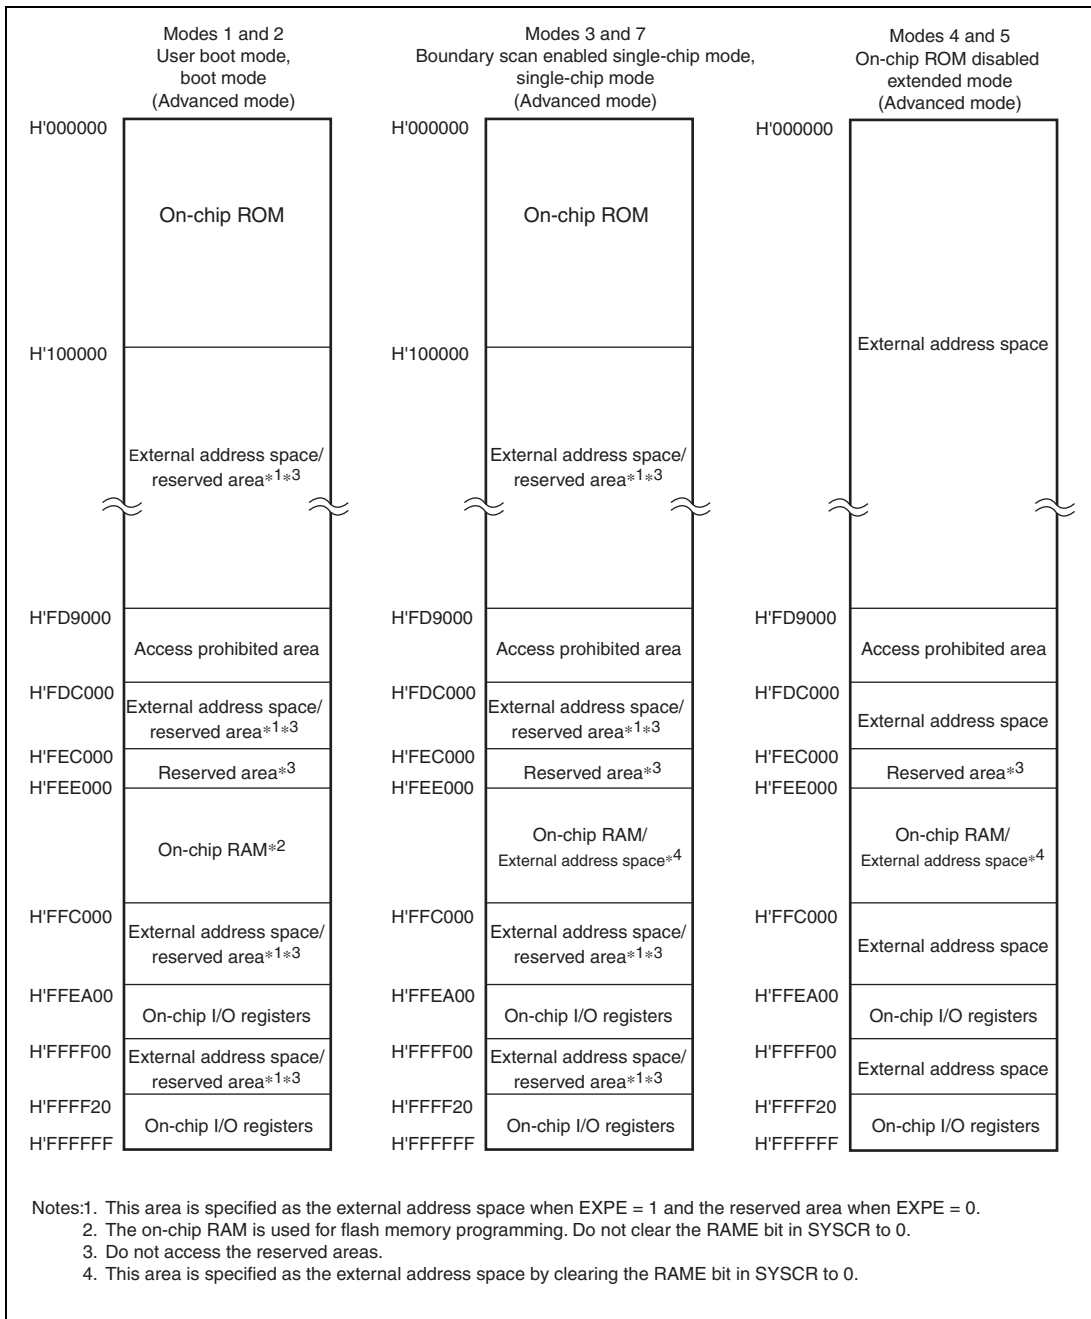 Modes 1 and 2
User boot mode,
boot mode
(Advanced mode)
H'000000
On-chip ROM
H'100000
External address space/
reserved area*1*3
H'FD9000
Access prohibited area
H'FDC000
External address space/
reserved area*1*3
H'FEC000
Reserved area*3
H'FEE000
On-chip RAM*2
H'FFC000
External address space/
reserved area*1*3
H'FFEA00
On-chip I/O registers
H'FFFF00
External address space/
reserved area*1*3
H'FFFF20
On-chip I/O registers
H'FFFFFF
Modes 3 and 7
Boundary scan enabled single-chip mode,
single-chip mode
(Advanced mode)
H'000000
On-chip ROM
H'100000
External address space/
reserved area*1*3
H'FD9000
Access prohibited area
H'FDC000
External address space/
reserved area*1*3
H'FEC000
Reserved area*3
H'FEE000
On-chip RAM/
External address space*4
H'FFC000
External address space/
reserved area*1*3
H'FFEA00
On-chip I/O registers
H'FFFF00
External address space/
reserved area*1*3
H'FFFF20
On-chip I/O registers
H'FFFFFF
Modes 4 and 5
On-chip ROM disabled
extended mode
(Advanced mode)
H'000000
External address space
H'FD9000
Access prohibited area
H'FDC000
External address space
H'FEC000
Reserved area*3
H'FEE000
On-chip RAM/
External address space*4
H'FFC000
External address space
H'FFEA00
On-chip I/O registers
H'FFFF00
External address space
H'FFFF20
On-chip I/O registers
H'FFFFFF
Notes:1. This area is specified as the external address space when EXPE = 1 and the reserved area when EXPE = 0.
2. The on-chip RAM is used for flash memory programming. Do not clear the RAME bit in SYSCR to 0.
3. Do not access the reserved areas.
4. This area is specified as the external address space by clearing the RAME bit in SYSCR to 0.